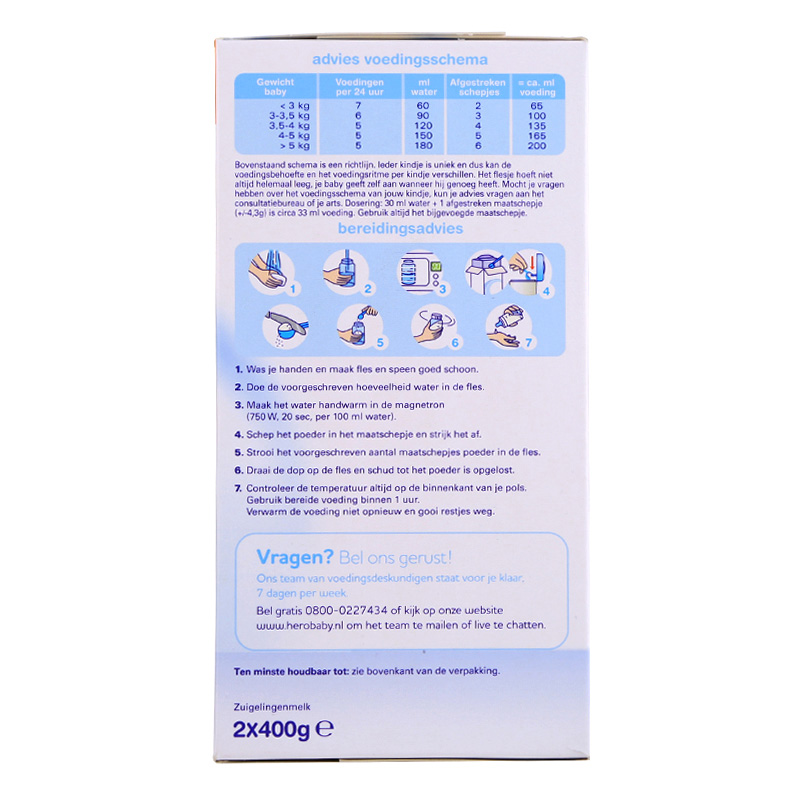 advies voedingsschema
Gewicht baby Voedingen per 24 uur ml water Afgestreken schepjes = ca. ml voeding
< 3 kg 7 60 2 65
3-3,5 kg 6 90 3 100
3.5-4 kg 5 120 4 135
4-5 kg 5 150 5 165
> 5 kg 5 180 6 200
Bovenstaand schema is een richtlijn. Ieder kindje is uniek en dus kan de
voedingsbehoefte en het voedingsritme per kindje verschillen. Het flesje hoeft niet
altijd helemaal leeg, je baby geeft zelf aan wanneer hij genoeg heeft. Mocht je vragen
hebben over het voedingsschema van jouw kindje, kun je advies vragen aan het
consultatiebureau of je arts. Dosering: 30 ml water + 1 afgestreken maatschepje
(+/-4,3g) is circa 33 ml voeding. Gebruik altijd het bijgevoegde maatschepje.
bereidingsadvies
1 2 3 4
5 6 7
1. Was je handen en maak fles en speen goed schoon.
2. Doe de voorgeschreven hoeveelheid water in de fles.
3. Maak het water handwarm in de magnetron
(750 W, 20 sec, per 100 ml water).
4. Schep het poeder in het maatschepje en strijk het af.
5. Strooi het voorgeschreven aantal maatschepjes poeder in de fles.
6. Draai de dop op de fles en schud tot het poeder is opgelost.
7. Controleer de temperatuur altijd op de binnenkant van je pols.
Gebruik bereide voeding binnen 1 uur.
Verwarm de voeding niet opnieuw en gooi restjes weg.
Vragen? Bel ons gerust!
Ons team van voedingsdeskundigen staat voor je klaar,
7 dagen per week.
Bel gratis 0800-0227434 of kijk op onze website
www.herobaby.nl om het team te mailen of live te chatten.
Ten minste houdbaar tot: zie bovenkant van de verpakking.
Zuigelingenmelk
2x400g ℮